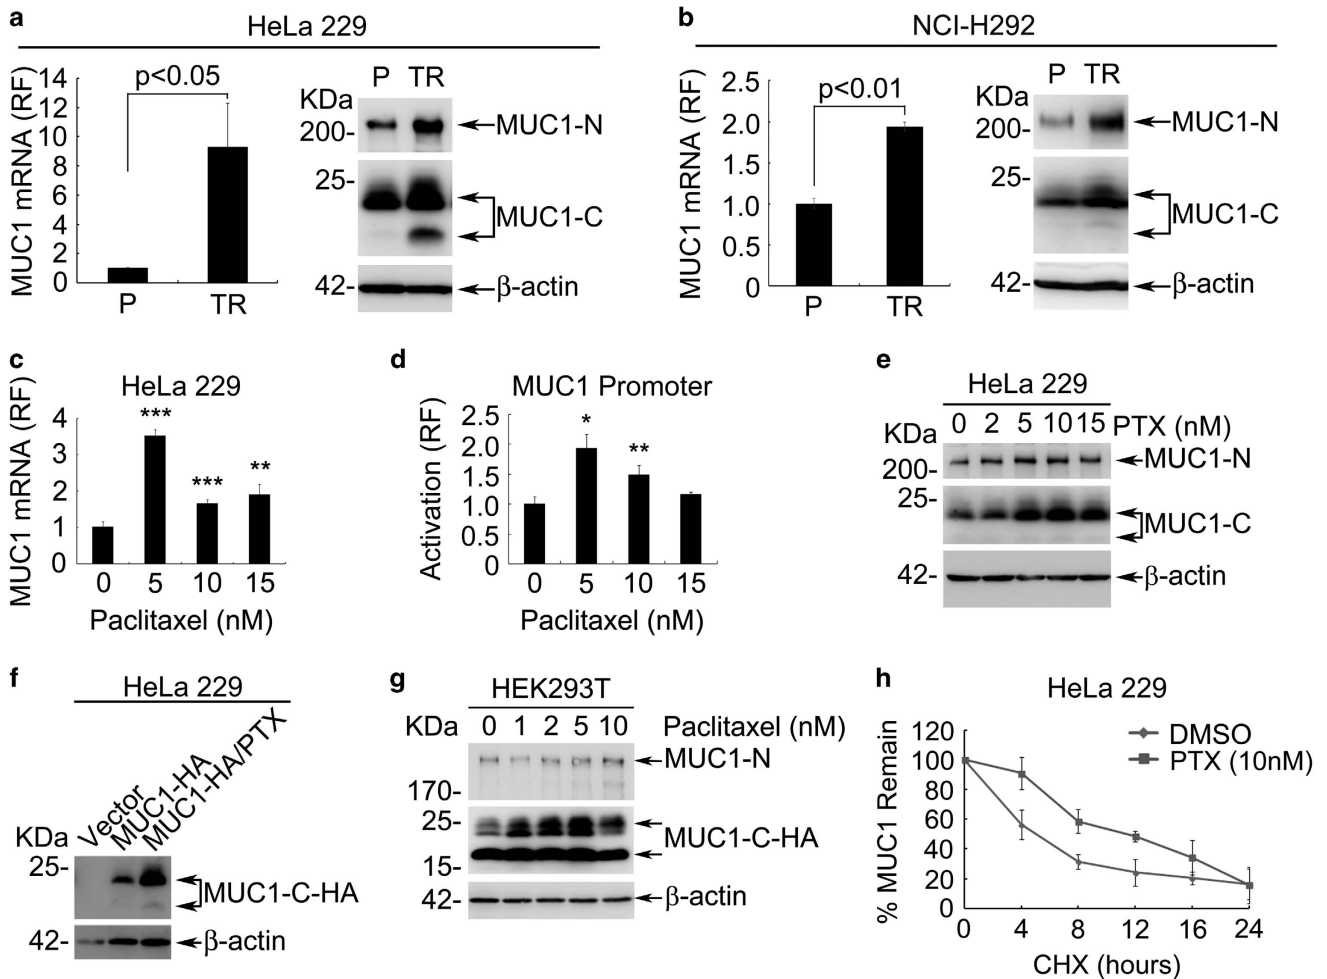 a
HeLa 229
MUC1 mRNA (RF)
14
12
10
8
6
4
2
0
p<0.05
P
TR
P TR
KDa
200-
MUC1-N
25-
MUC1-C
42-
β-actin
b
NCI-H292
MUC1 mRNA (RF)
2.5
2.0
1.5
1.0
0.5
0
p<0.01
P
TR
P TR
KDa
200-
MUC1-N
25-
MUC1-C
42-
β-actin
c
HeLa 229
MUC1 mRNA (RF)
4
3
2
1
0
***
***
**
0 5 10 15
Paclitaxel (nM)
d
MUC1 Promoter
Activation (RF)
2.5
2.0
1.5
1.0
0.5
0
*
**
0 5 10 15
Paclitaxel (nM)
e
HeLa 229
0 2 5 10 15 PTX (nM)
KDa
200-
MUC1-N
25-
MUC1-C
42-
β-actin
f
HeLa 229
Vector
MUC1-HA
MUC1-HA/PTX
KDa
25-
MUC1-C-HA
42-
β-actin
g
HEK293T
KDa 0 1 2 5 10 Paclitaxel (nM)
MUC1-N
170-
25-
MUC1-C-HA
15-
42-
β-actin
h
HeLa 229
% MUC1 Remain
120
100
80
60
40
20
0
DMSO
PTX (10nM)
0 4 8 12 16 24
CHX (hours)